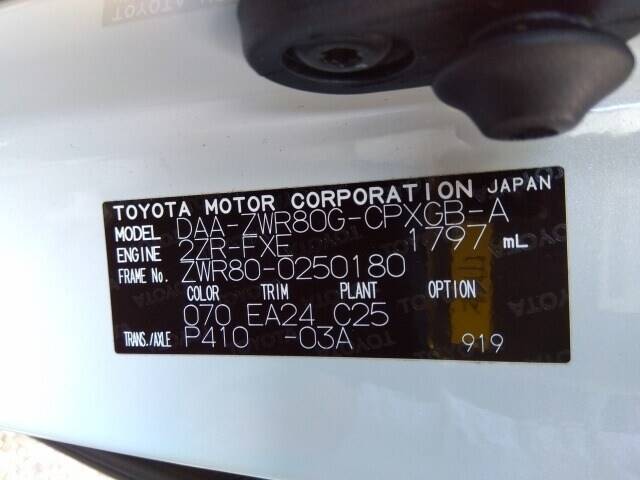 TOYOTA MOTOR CORPORATION JAPAN
MODEL DAA-ZWR80G-CPXGB-A
ENGINE 2ZR-FXE 1797 mL
FRAME No. ZWR80-0250180
COLOR TRIM PLANT OPTION
070 EA24 C25
TRANS./AXLE P410 -03A 919